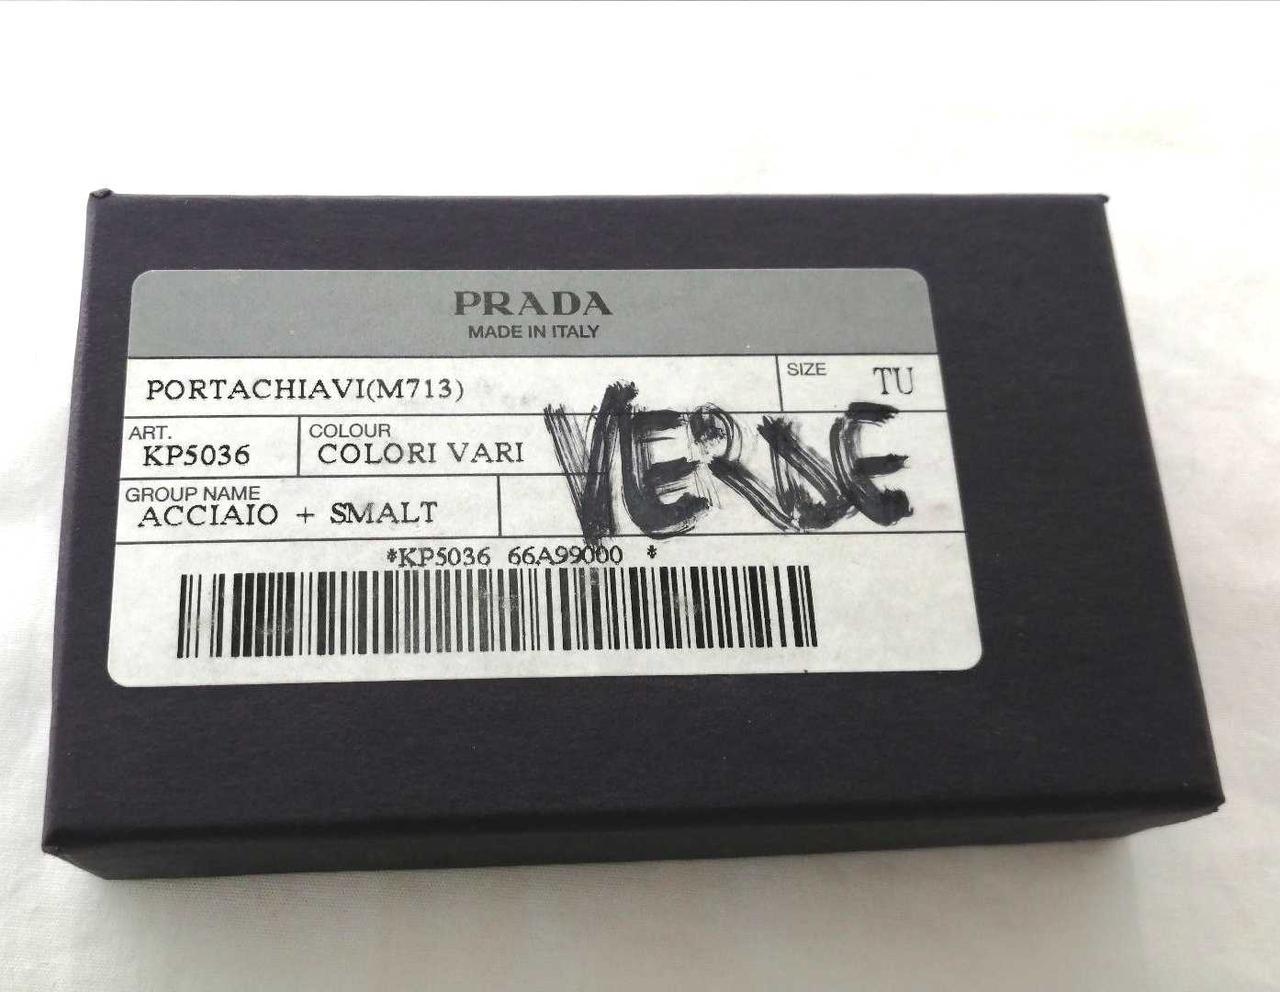 PRADA
MADE IN ITALY
PORTACHIAVI(M713)
SIZE TU
ART.
KP5036
COLOUR
COLORI VARI
VERDE
GROUP NAME
ACCIAIO + SMALT
*KP5036 66A99000 *